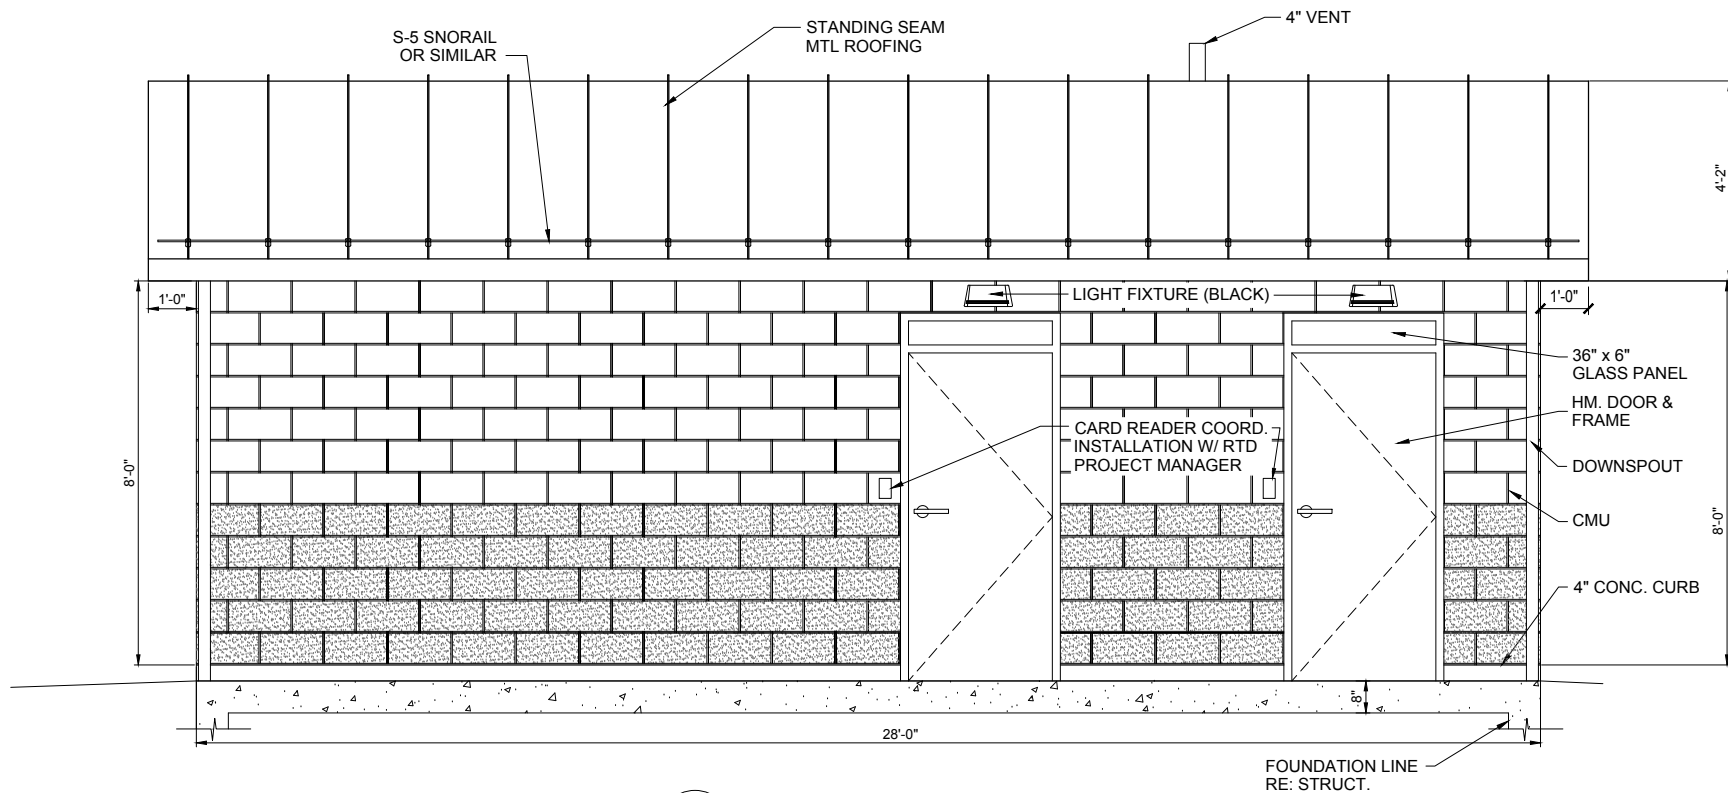 4" VENT
STANDING SEAM
MTL ROOFING
S-5 SNORAIL
OR SIMILAR
4'-2"
1'-0"
LIGHT FIXTURE (BLACK)
1'-0"
36" x 6"
GLASS PANEL
HM. DOOR &
FRAME
CARD READER COORD.
INSTALLATION W/ RTD
PROJECT MANAGER
DOWNSPOUT
8'-0"
CMU
8'-0"
4" CONC. CURB
8"
28'-0"
FOUNDATION LINE
RE: STRUCT.